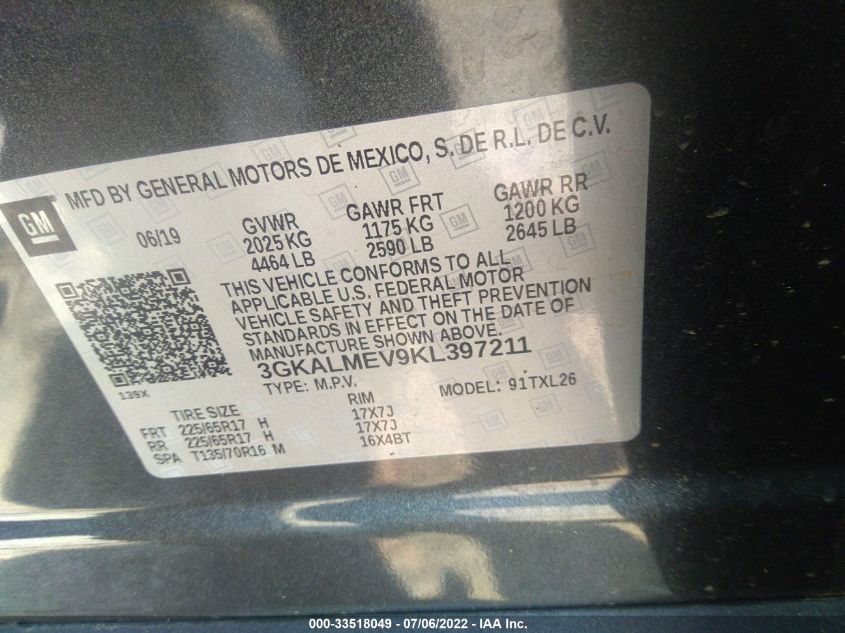 MFD BY GENERAL MOTORS DE MEXICO, S. DE R.L. DE C.V.
GM
06/19
GVWR
2025 KG
4464 LB
GAWR FRT
1175 KG
2590 LB
GAWR RR
1200 KG
2645 LB
THIS VEHICLE CONFORMS TO ALL
APPLICABLE U.S. FEDERAL MOTOR
VEHICLE SAFETY AND THEFT PREVENTION
STANDARDS IN EFFECT ON THE DATE OF
MANUFACTURE SHOWN ABOVE.
3GKALMEV9KL397211
TYPE: M.P.V. MODEL: 91TXL26
139X
TIRE SIZE RIM
FRT 225/65R17 H 17X7J
RR 225/65R17 H 17X7J
SPA T135/70R16 M 16X4BT
000-33518049 - 07/06/2022 - IAA Inc.